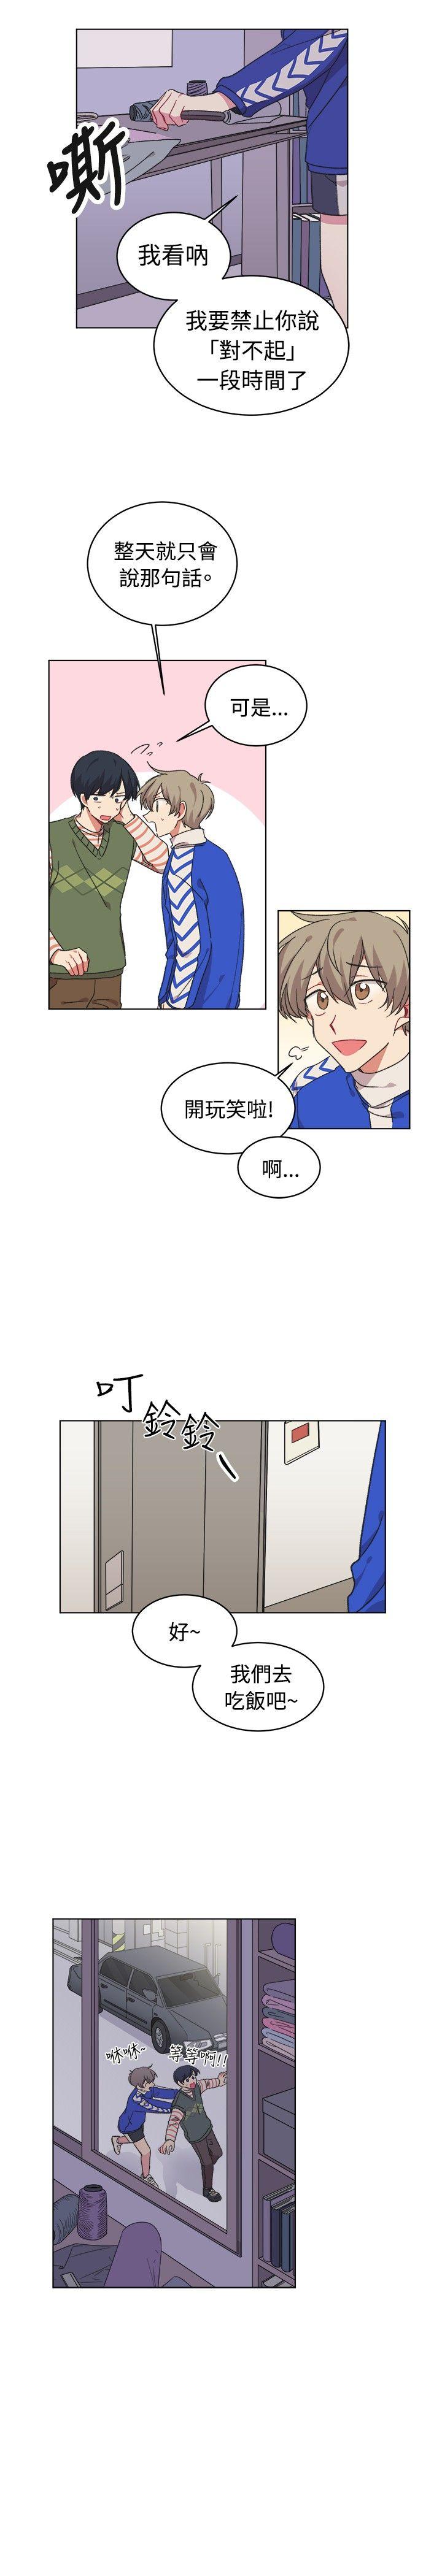 嘶
我看吶
我要禁止你說
「對不起」
一段時間了
整天就只會
說那句話。
可是...
開玩笑啦!
啊...
叮
鈴鈴
好~
我們去
吃飯吧~
咻咻~
等等啊!!